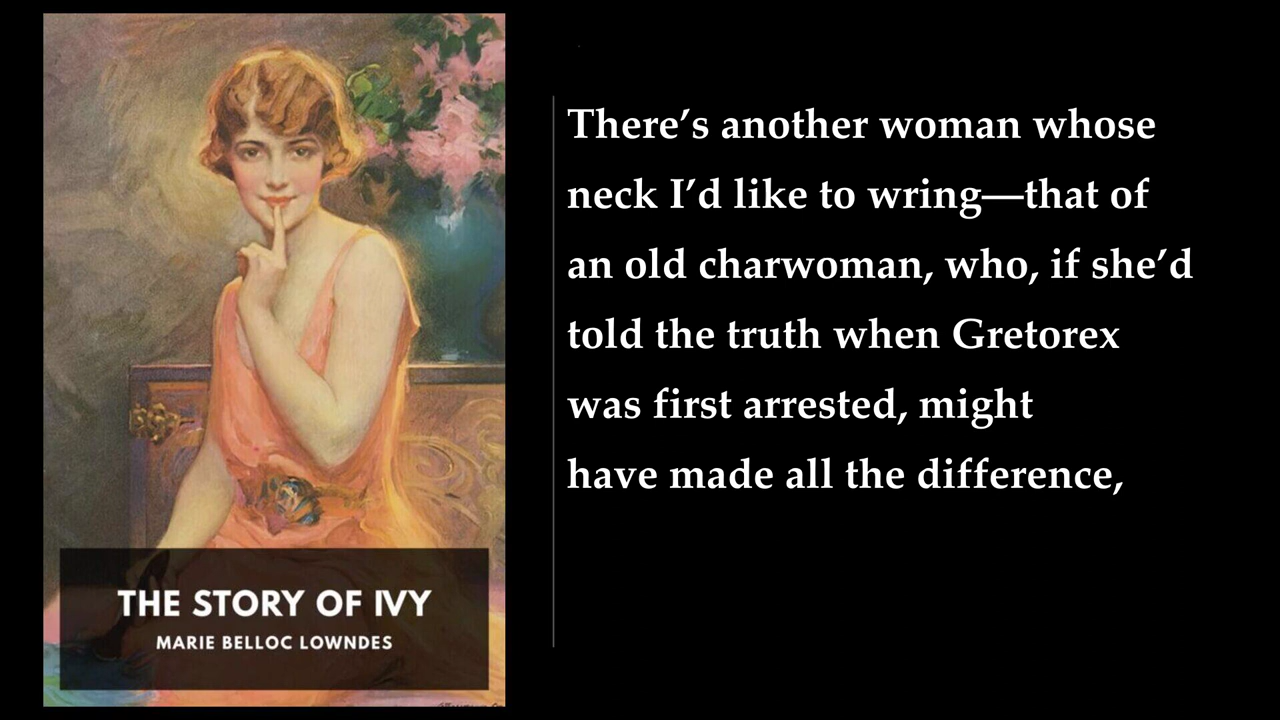 THE STORY OF IVY
MARIE BELLOC LOWNDES
There’s another woman whose
neck I’d like to wring—that of
an old charwoman, who, if she’d
told the truth when Gretorex
was first arrested, might
have made all the difference,